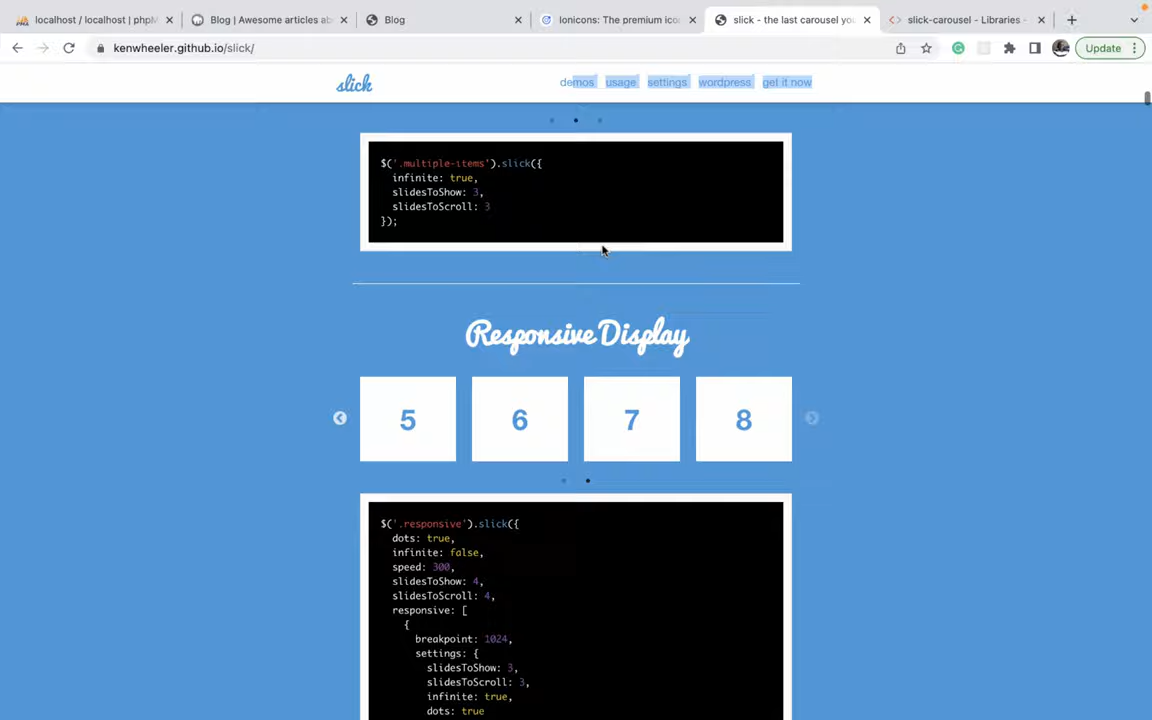 localhost / localhost | phpM
Blog | Awesome articles ab
Blog
Ionicons: The premium ico
slick - the last carousel you
slick-carousel - Libraries -
kenwheeler.github.io/slick/
Update
slick
demos usage settings wordpress get it now
$('.multiple-items').slick({
infinite: true,
slidesToShow: 3,
slidesToScroll: 3
});
Responsive Display
5 6 7 8
$('.responsive').slick({
dots: true,
infinite: false,
speed: 300,
slidesToShow: 4,
slidesToScroll: 4,
responsive: [
{
breakpoint: 1024,
settings: {
slidesToShow: 3,
slidesToScroll: 3,
infinite: true,
dots: true